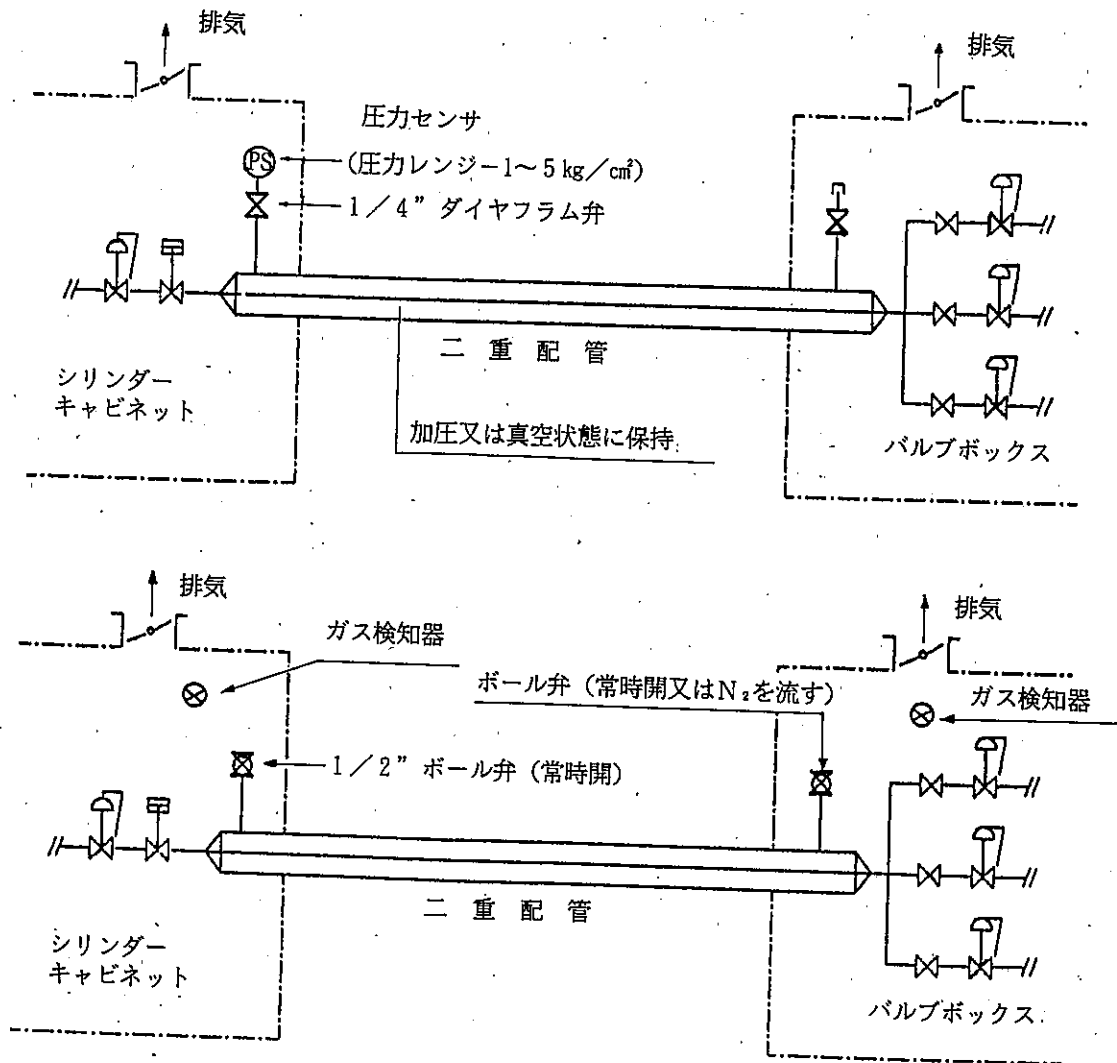 排気
排気
圧力センサ
(圧力レンジ−1〜5kg/cm²)
1/4” ダイヤフラム弁
二重配管
シリンダー
キャビネット
加圧又は真空状態に保持
バルブボックス
PS
排気
排気
ガス検知器
ボール弁(常時開又はN₂を流す)
ガス検知器
1/2” ボール弁(常時開)
二重配管
シリンダー
キャビネット
バルブボックス